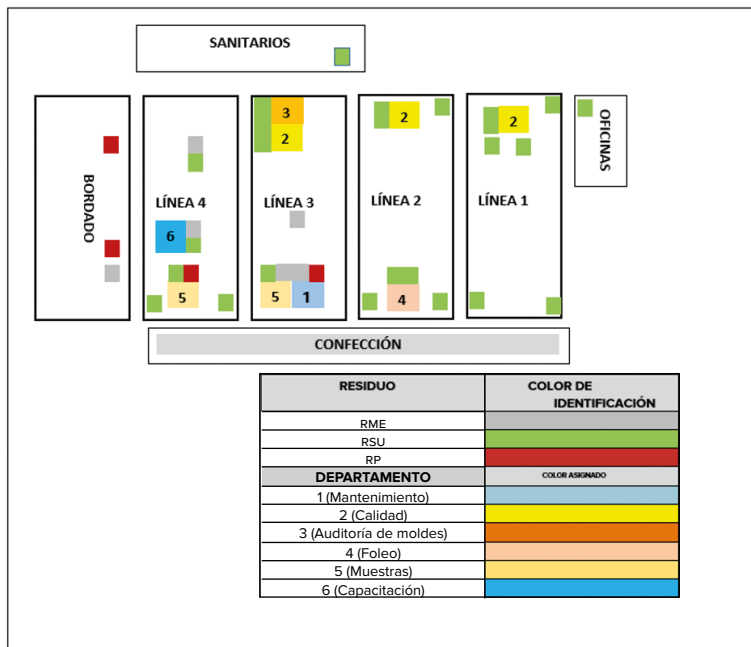 SANITARIOS
3
2
2
2
OFICINAS
BORDADO
LÍNEA 4
LÍNEA 3
LÍNEA 2
LÍNEA 1
6
5
5
1
4
CONFECCIÓN
RESIDUO
COLOR DE
IDENTIFICACIÓN
RME
RSU
RP
DEPARTAMENTO
COLOR ASIGNADO
1 (Mantenimiento)
2 (Calidad)
3 (Auditoría de moldes)
4 (Foleo)
5 (Muestras)
6 (Capacitación)